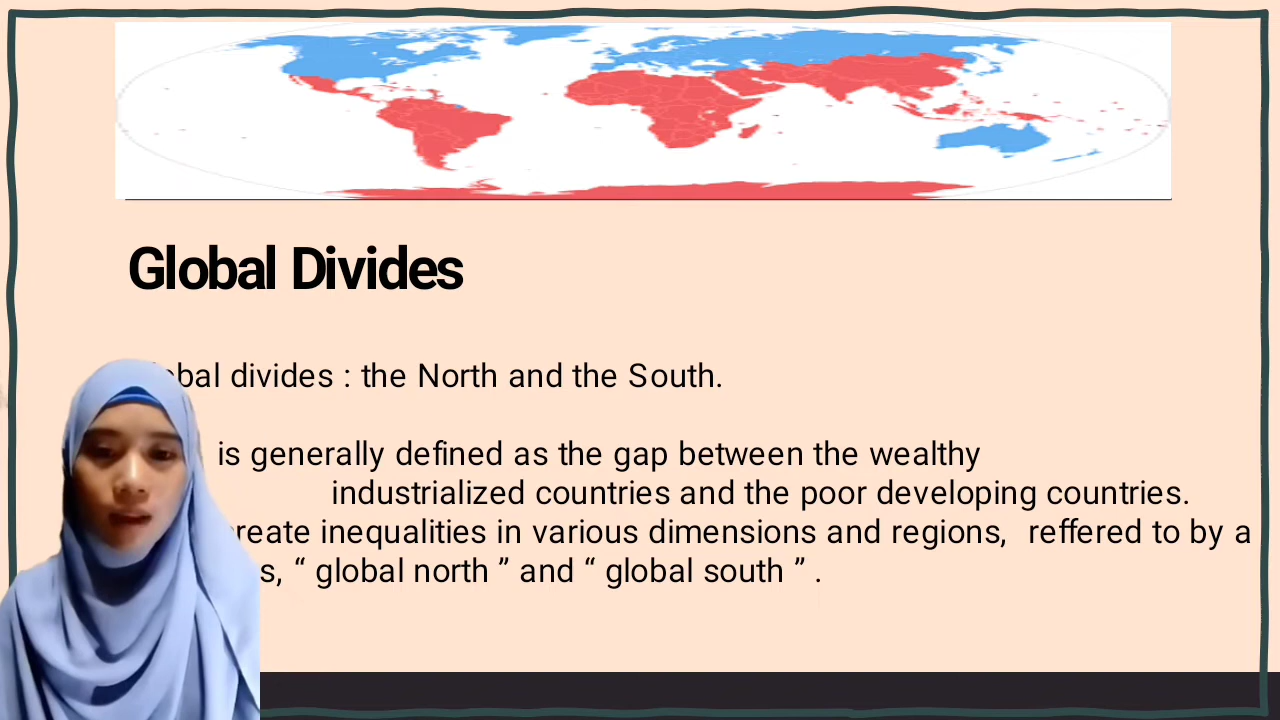 Global Divides
divides : the North and the South.
is generally defined as the gap between the wealthy
industrialized countries and the poor developing countries.
inequalities in various dimensions and regions, reffered to by a
“ global north ” and “ global south ” .